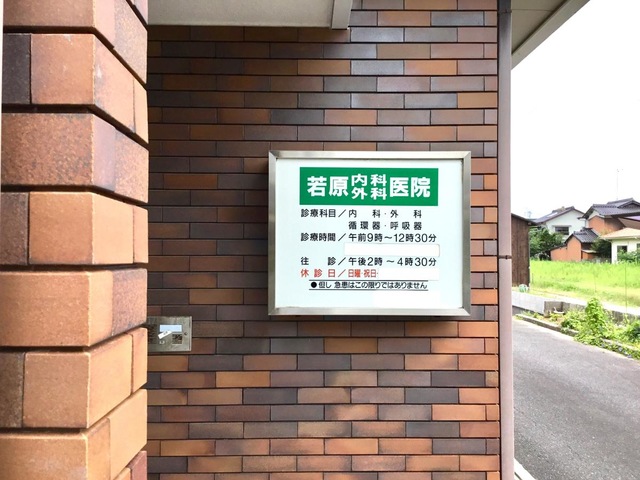 若原内科外科医院
診療科目／内科・外科
循環器・呼吸器
診療時間／午前9時〜12時30分
往診／午後2時〜4時30分
休診日／日曜・祝日・
●但し 急患はこの限りではありません